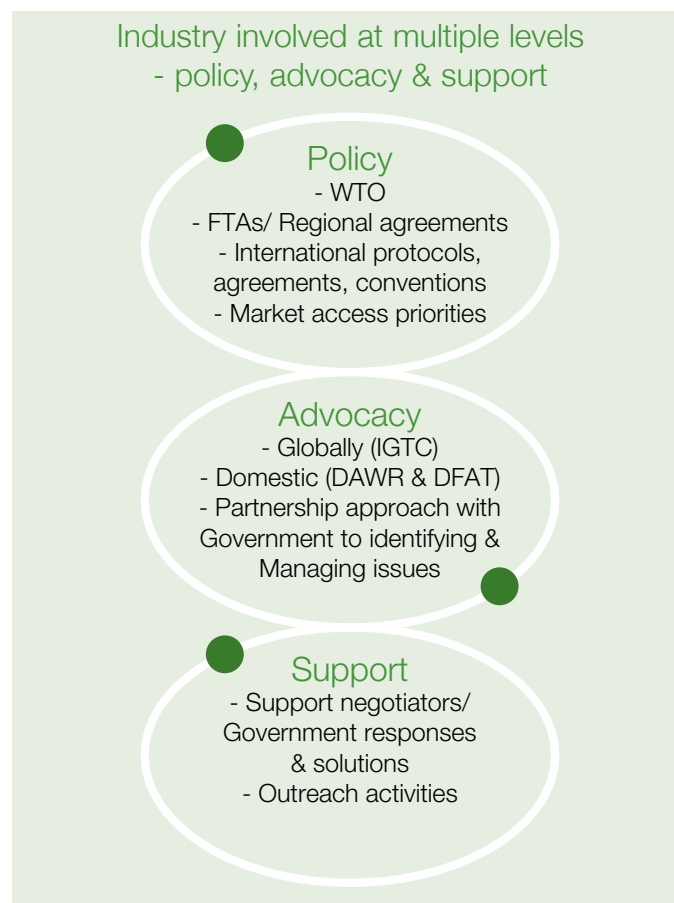 Industry involved at multiple levels
- policy, advocacy & support
Policy
- WTO
- FTAs/ Regional agreements
- International protocols,
agreements, conventions
- Market access priorities
Advocacy
- Globally (IGTC)
- Domestic (DAWR & DFAT)
- Partnership approach with
Government to identifying &
Managing issues
Support
- Support negotiators/
Government responses
& solutions
- Outreach activities